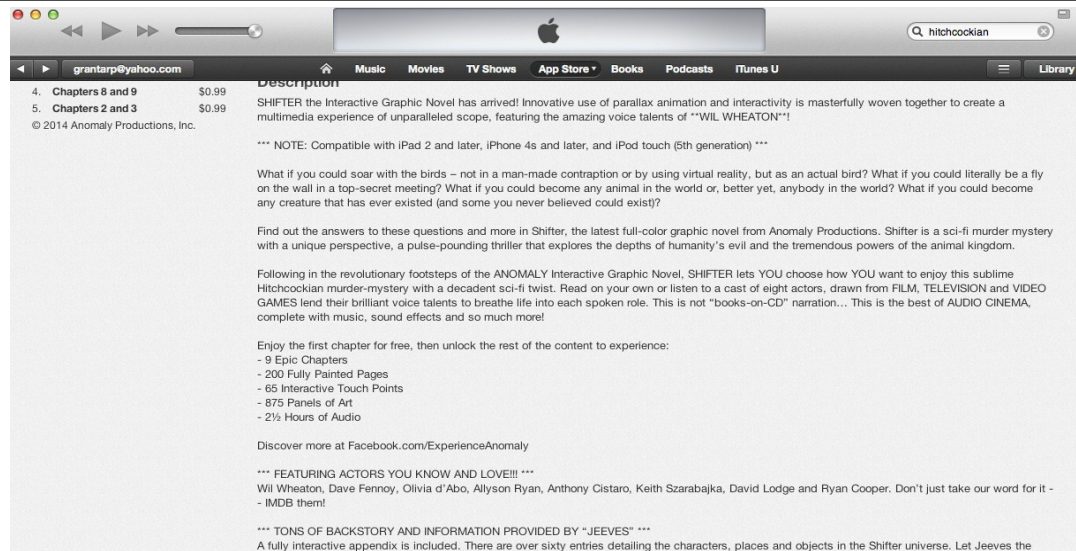 hitchcockian
grantarp@yahoo.com
Music Movies TV Shows App Store Books Podcasts iTunes U
Library
4. Chapters 8 and 9 $0.99
5. Chapters 2 and 3 $0.99
© 2014 Anomaly Productions, Inc.
Description
SHIFTER the Interactive Graphic Novel has arrived! Innovative use of parallax animation and interactivity is masterfully woven together to create a
multimedia experience of unparalleled scope, featuring the amazing voice talents of **WIL WHEATON**!
*** NOTE: Compatible with iPad 2 and later, iPhone 4s and later, and iPod touch (5th generation) ***
What if you could soar with the birds – not in a man-made contraption or by using virtual reality, but as an actual bird? What if you could literally be a fly
on the wall in a top-secret meeting? What if you could become any animal in the world or, better yet, anybody in the world? What if you could become
any creature that has ever existed (and some you never believed could exist)?
Find out the answers to these questions and more in Shifter, the latest full-color graphic novel from Anomaly Productions. Shifter is a sci-fi murder mystery
with a unique perspective, a pulse-pounding thriller that explores the depths of humanity's evil and the tremendous powers of the animal kingdom.
Following in the revolutionary footsteps of the ANOMALY Interactive Graphic Novel, SHIFTER lets YOU choose how YOU want to enjoy this sublime
Hitchcockian murder-mystery with a decadent sci-fi twist. Read on your own or listen to a cast of eight actors, drawn from FILM, TELEVISION and VIDEO
GAMES lend their brilliant voice talents to breathe life into each spoken role. This is not “books-on-CD” narration... This is the best of AUDIO CINEMA,
complete with music, sound effects and so much more!
Enjoy the first chapter for free, then unlock the rest of the content to experience:
- 9 Epic Chapters
- 200 Fully Painted Pages
- 65 Interactive Touch Points
- 875 Panels of Art
- 2½ Hours of Audio
Discover more at Facebook.com/ExperienceAnomaly
*** FEATURING ACTORS YOU KNOW AND LOVE!!! ***
Wil Wheaton, Dave Fennoy, Olivia d'Abo, Allyson Ryan, Anthony Cistaro, Keith Szarabajka, David Lodge and Ryan Cooper. Don't just take our word for it -
- IMDB them!
*** TONS OF BACKSTORY AND INFORMATION PROVIDED BY “JEEVES” ***
A fully interactive appendix is included. There are over sixty entries detailing the characters, places and objects in the Shifter universe. Let Jeeves the